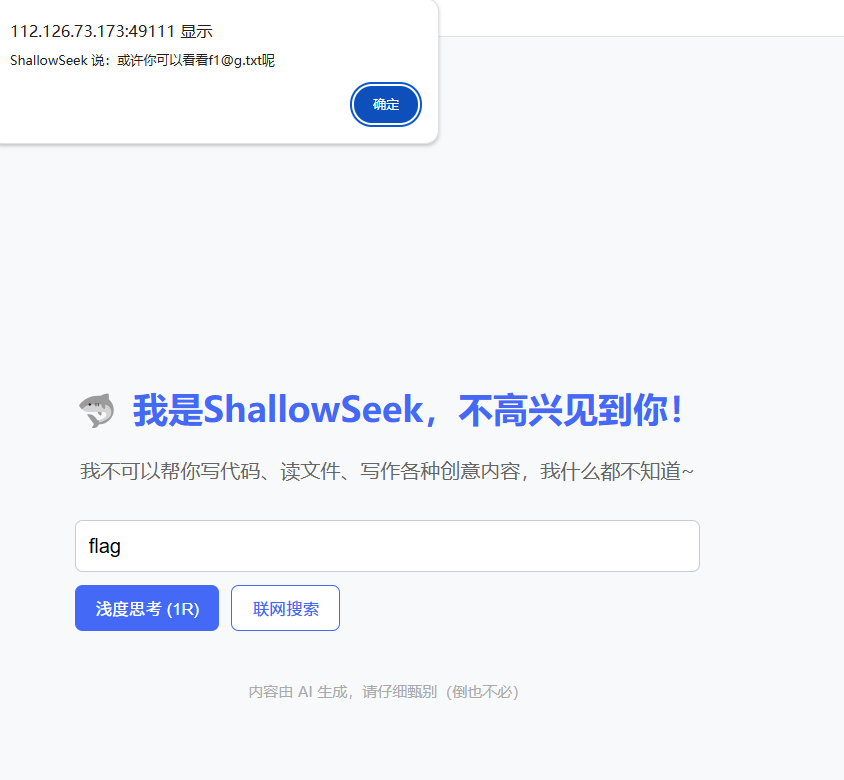 112.126.73.173:49111 显示
ShallowSeek 说：或许你可以看看f1@g.txt呢
确定
我是ShallowSeek，不高兴见到你！
我不可以帮你写代码、读文件、写作各种创意内容，我什么都不知道~
flag
浅度思考 (1R)
联网搜索
内容由 AI 生成，请仔细甄别（倒也不必）